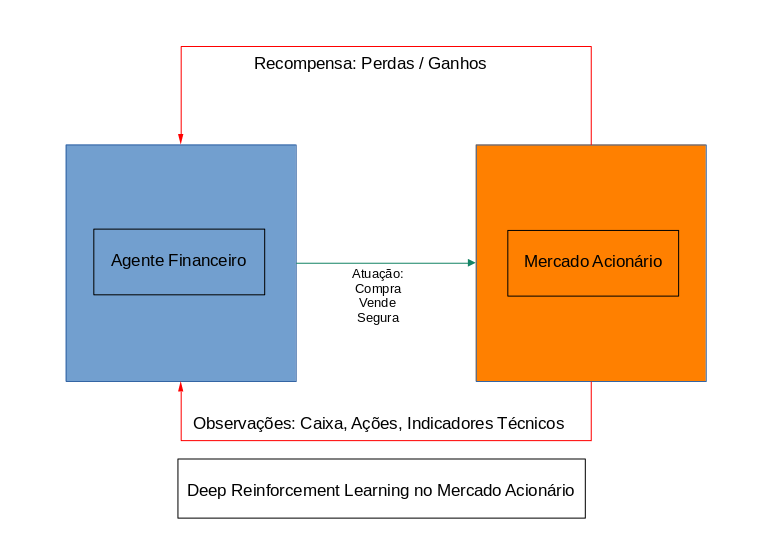 Recompensa: Perdas / Ganhos
Agente Financeiro
Atuação:
Compra
Vende
Segura
Mercado Acionário
Observações: Caixa, Ações, Indicadores Técnicos
Deep Reinforcement Learning no Mercado Acionário